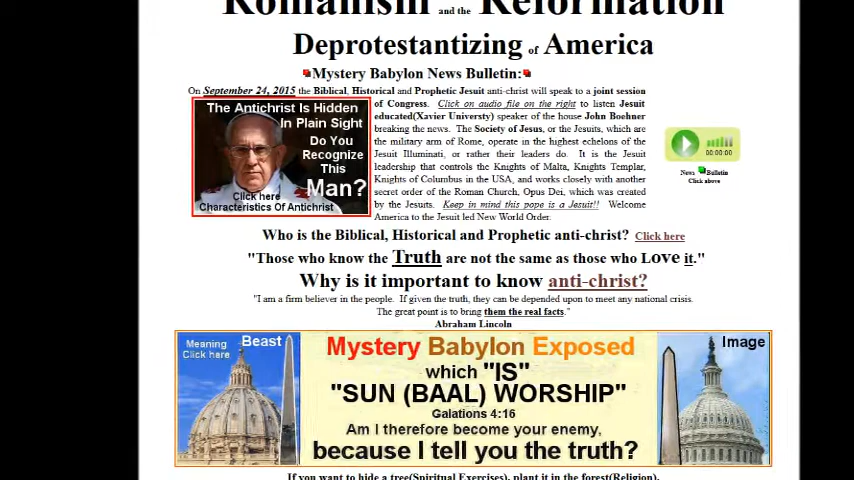 Romanism and the Reformation
Deprotestantizing of America
Mystery Babylon News Bulletin:
On September 24, 2015 the Biblical, Historical and Prophetic Jesuit anti-christ will speak to a joint session
of Congress. Click on audio file on the right to listen Jesuit
educated(Xavier Universty) speaker of the house John Boehner
breaking the news. The Society of Jesus, or the Jesuits, which are
the military arm of Rome, operate in the highest echelons of the
Jesuit Illuminati, or rather their leaders do. It is the Jesuit
leadership that controls the Knights of Malta, Knights Templar,
Knights of Columbus in the USA, and works closely with another
secret order of the Roman Church, Opus Dei, which was created
by the Jesuits. Keep in mind this pope is a Jesuit!! Welcome
America to the Jesuit led New World Order.
The Antichrist Is Hidden
In Plain Sight
Do You
Recognize
This
Man?
Click here
Characteristics Of Antichrist
00:00:00
News Bulletin
Click above
Who is the Biblical, Historical and Prophetic anti-christ? Click here
"Those who know the Truth are not the same as those who Love it."
Why is it important to know anti-christ?
"I am a firm believer in the people. If given the truth, they can be depended upon to meet any national crisis.
The great point is to bring them the real facts."
Abraham Lincoln
Meaning
Click here
Beast
Mystery Babylon Exposed
which "IS"
"SUN (BAAL) WORSHIP"
Galations 4:16
Am I therefore become your enemy,
because I tell you the truth?
Image
If you want to hide a tree(Spiritual Exercises), plant it in the forest(Religion).